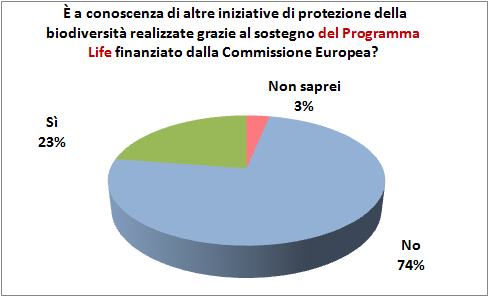 È a conoscenza di altre iniziative di protezione della
biodiversità realizzate grazie al sostegno del Programma
Life finanziato dalla Commissione Europea?
Non saprei
3%
Sì
23%
No
74%